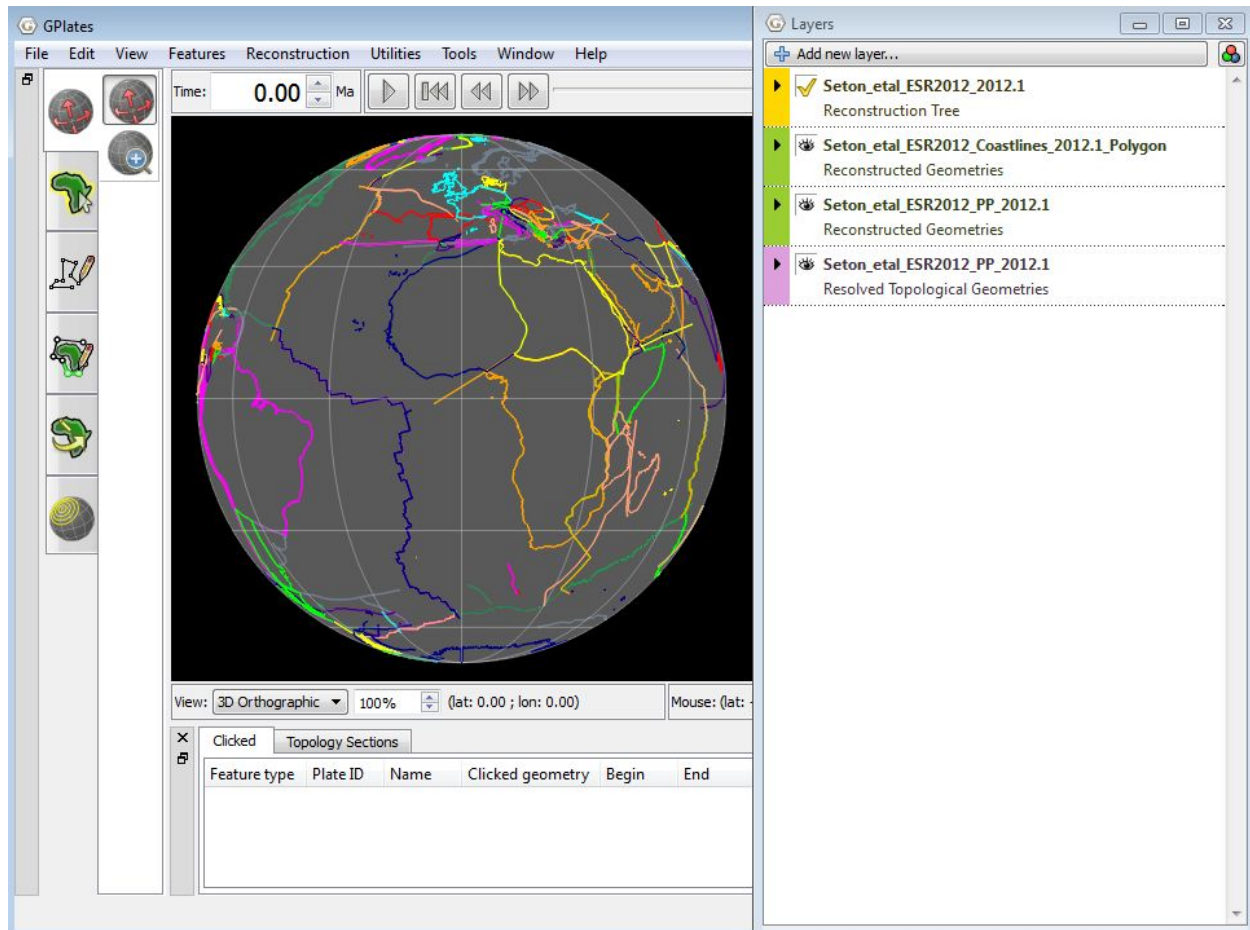 GPlates
File Edit View Features Reconstruction Utilities Tools Window Help
Time: 0.00 Ma
View: 3D Orthographic 100% (lat: 0.00 ; lon: 0.00) Mouse: (lat: -
Clicked Topology Sections
Feature type Plate ID Name Clicked geometry Begin End
Layers
Add new layer...
Seton_etal_ESR2012_2012.1
Reconstruction Tree
Seton_etal_ESR2012_Coastlines_2012.1_Polygon
Reconstructed Geometries
Seton_etal_ESR2012_PP_2012.1
Reconstructed Geometries
Seton_etal_ESR2012_PP_2012.1
Resolved Topological Geometries